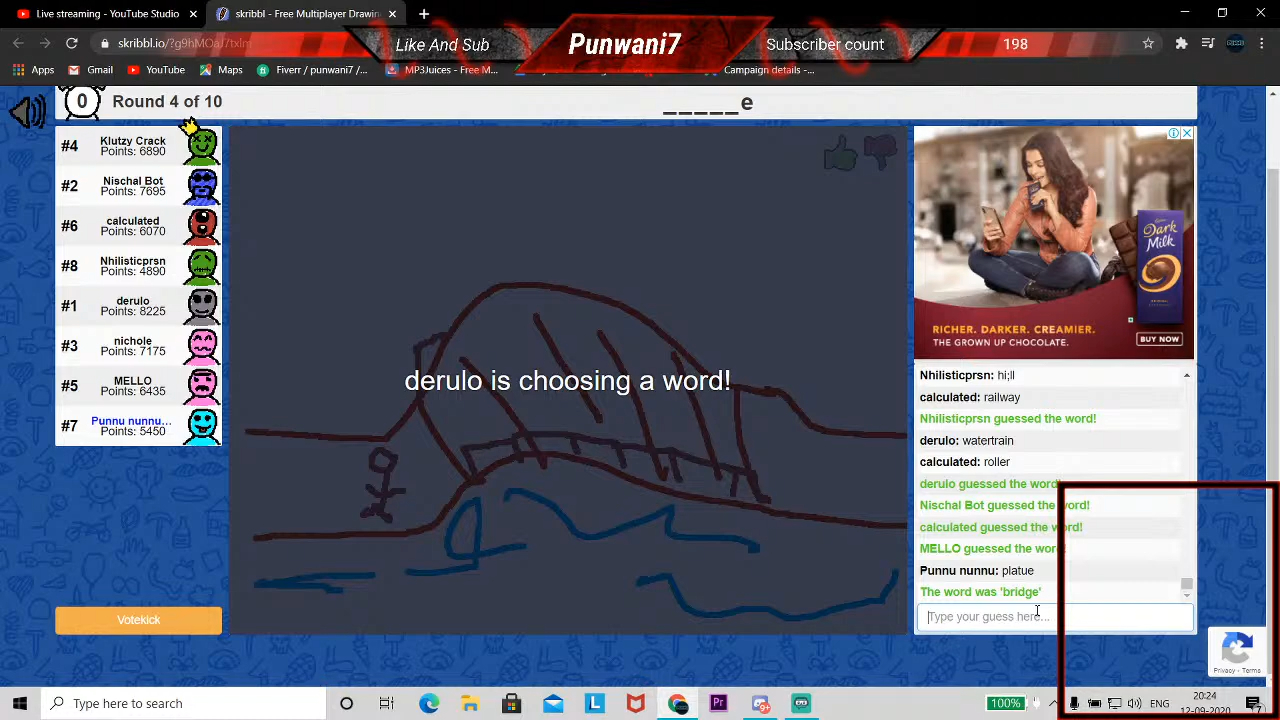 Live streaming - YouTube Studio
skribbl - Free Multiplayer Drawin
skribbl.io/?g9hMOaJ7txlm
Like And Sub
Punwani7
Subscriber count
198
Apps
Gmail
YouTube
Maps
Fiverr / punwani7 /...
MP3Juices - Free M...
Campaign details -...
0
Round 4 of 10
_____e
#4
Klutzy Crack
Points: 6890
#2
Nischal Bot
Points: 7695
#6
calculated
Points: 6070
#8
Nhilisticprsn
Points: 4890
#1
derulo
Points: 8225
#3
nichole
Points: 7175
#5
MELLO
Points: 6435
#7
Punnu nunnu...
Points: 5450
Votekick
derulo is choosing a word!
Dark
Milk
RICHER. DARKER. CREAMIER.
THE GROWN UP CHOCOLATE.
BUY NOW
Nhilisticprsn: hi;ll
calculated: railway
Nhilisticprsn guessed the word!
derulo: watertrain
calculated: roller
derulo guessed the word!
Nischal Bot guessed the word!
calculated guessed the word!
MELLO guessed the word!
Punnu nunnu: platue
The word was 'bridge'
Type your guess here...
Privacy - Terms
Type here to search
L
Pr
100%
ENG
20:24
12-09-2020
7